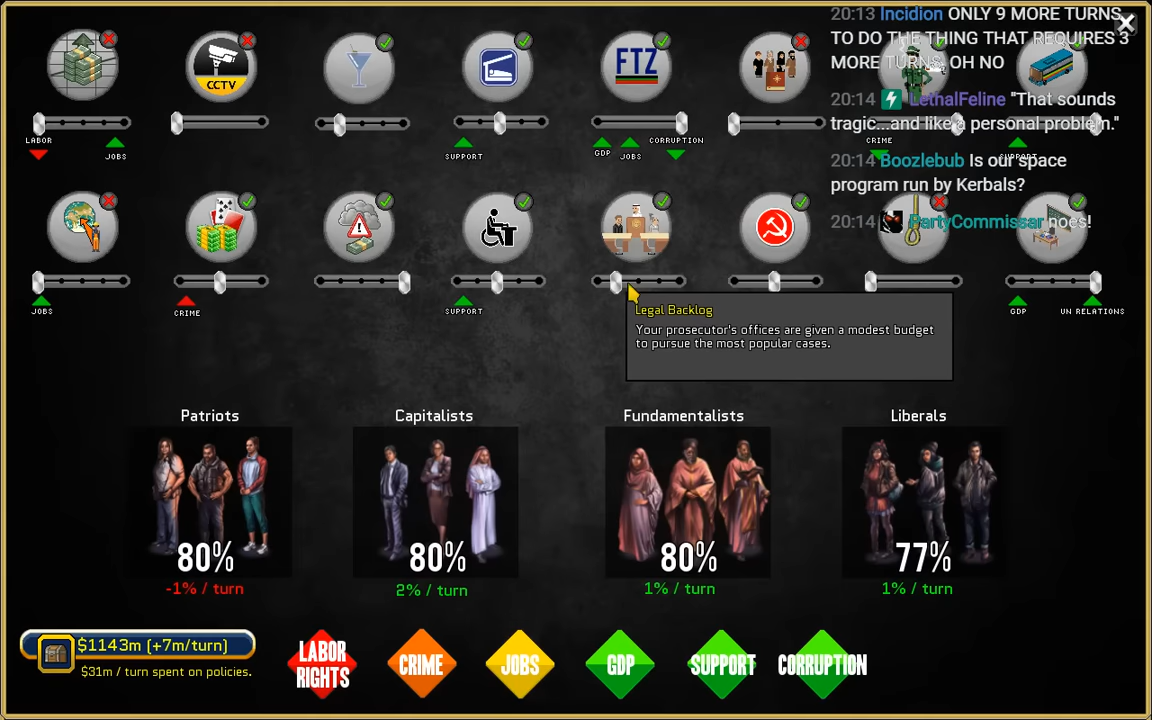 20:13 Incidion ONLY 9 MORE TURNS
TO DO THE THING THAT REQUIRES 3
MORE TURNS, OH NO
20:14 LethalFeline "That sounds
tragic...and like a personal problem."
20:14 Boozlebub Is our space
program run by Kerbals?
20:14 PartyCommissar noes!
CCTV
FTZ
LABOR
JOBS
SUPPORT
GDP
JOBS
CORRUPTION
CRIME
SUPPORT
JOBS
CRIME
SUPPORT
GDP
UN RELATIONS
Legal Backlog
Your prosecutor's offices are given a modest budget
to pursue the most popular cases.
Patriots
Capitalists
Fundamentalists
Liberals
80%
80%
80%
77%
-1% / turn
2% / turn
1% / turn
1% / turn
$1143m (+7m/turn)
$31m / turn spent on policies.
LABOR
RIGHTS
CRIME
JOBS
GDP
SUPPORT
CORRUPTION